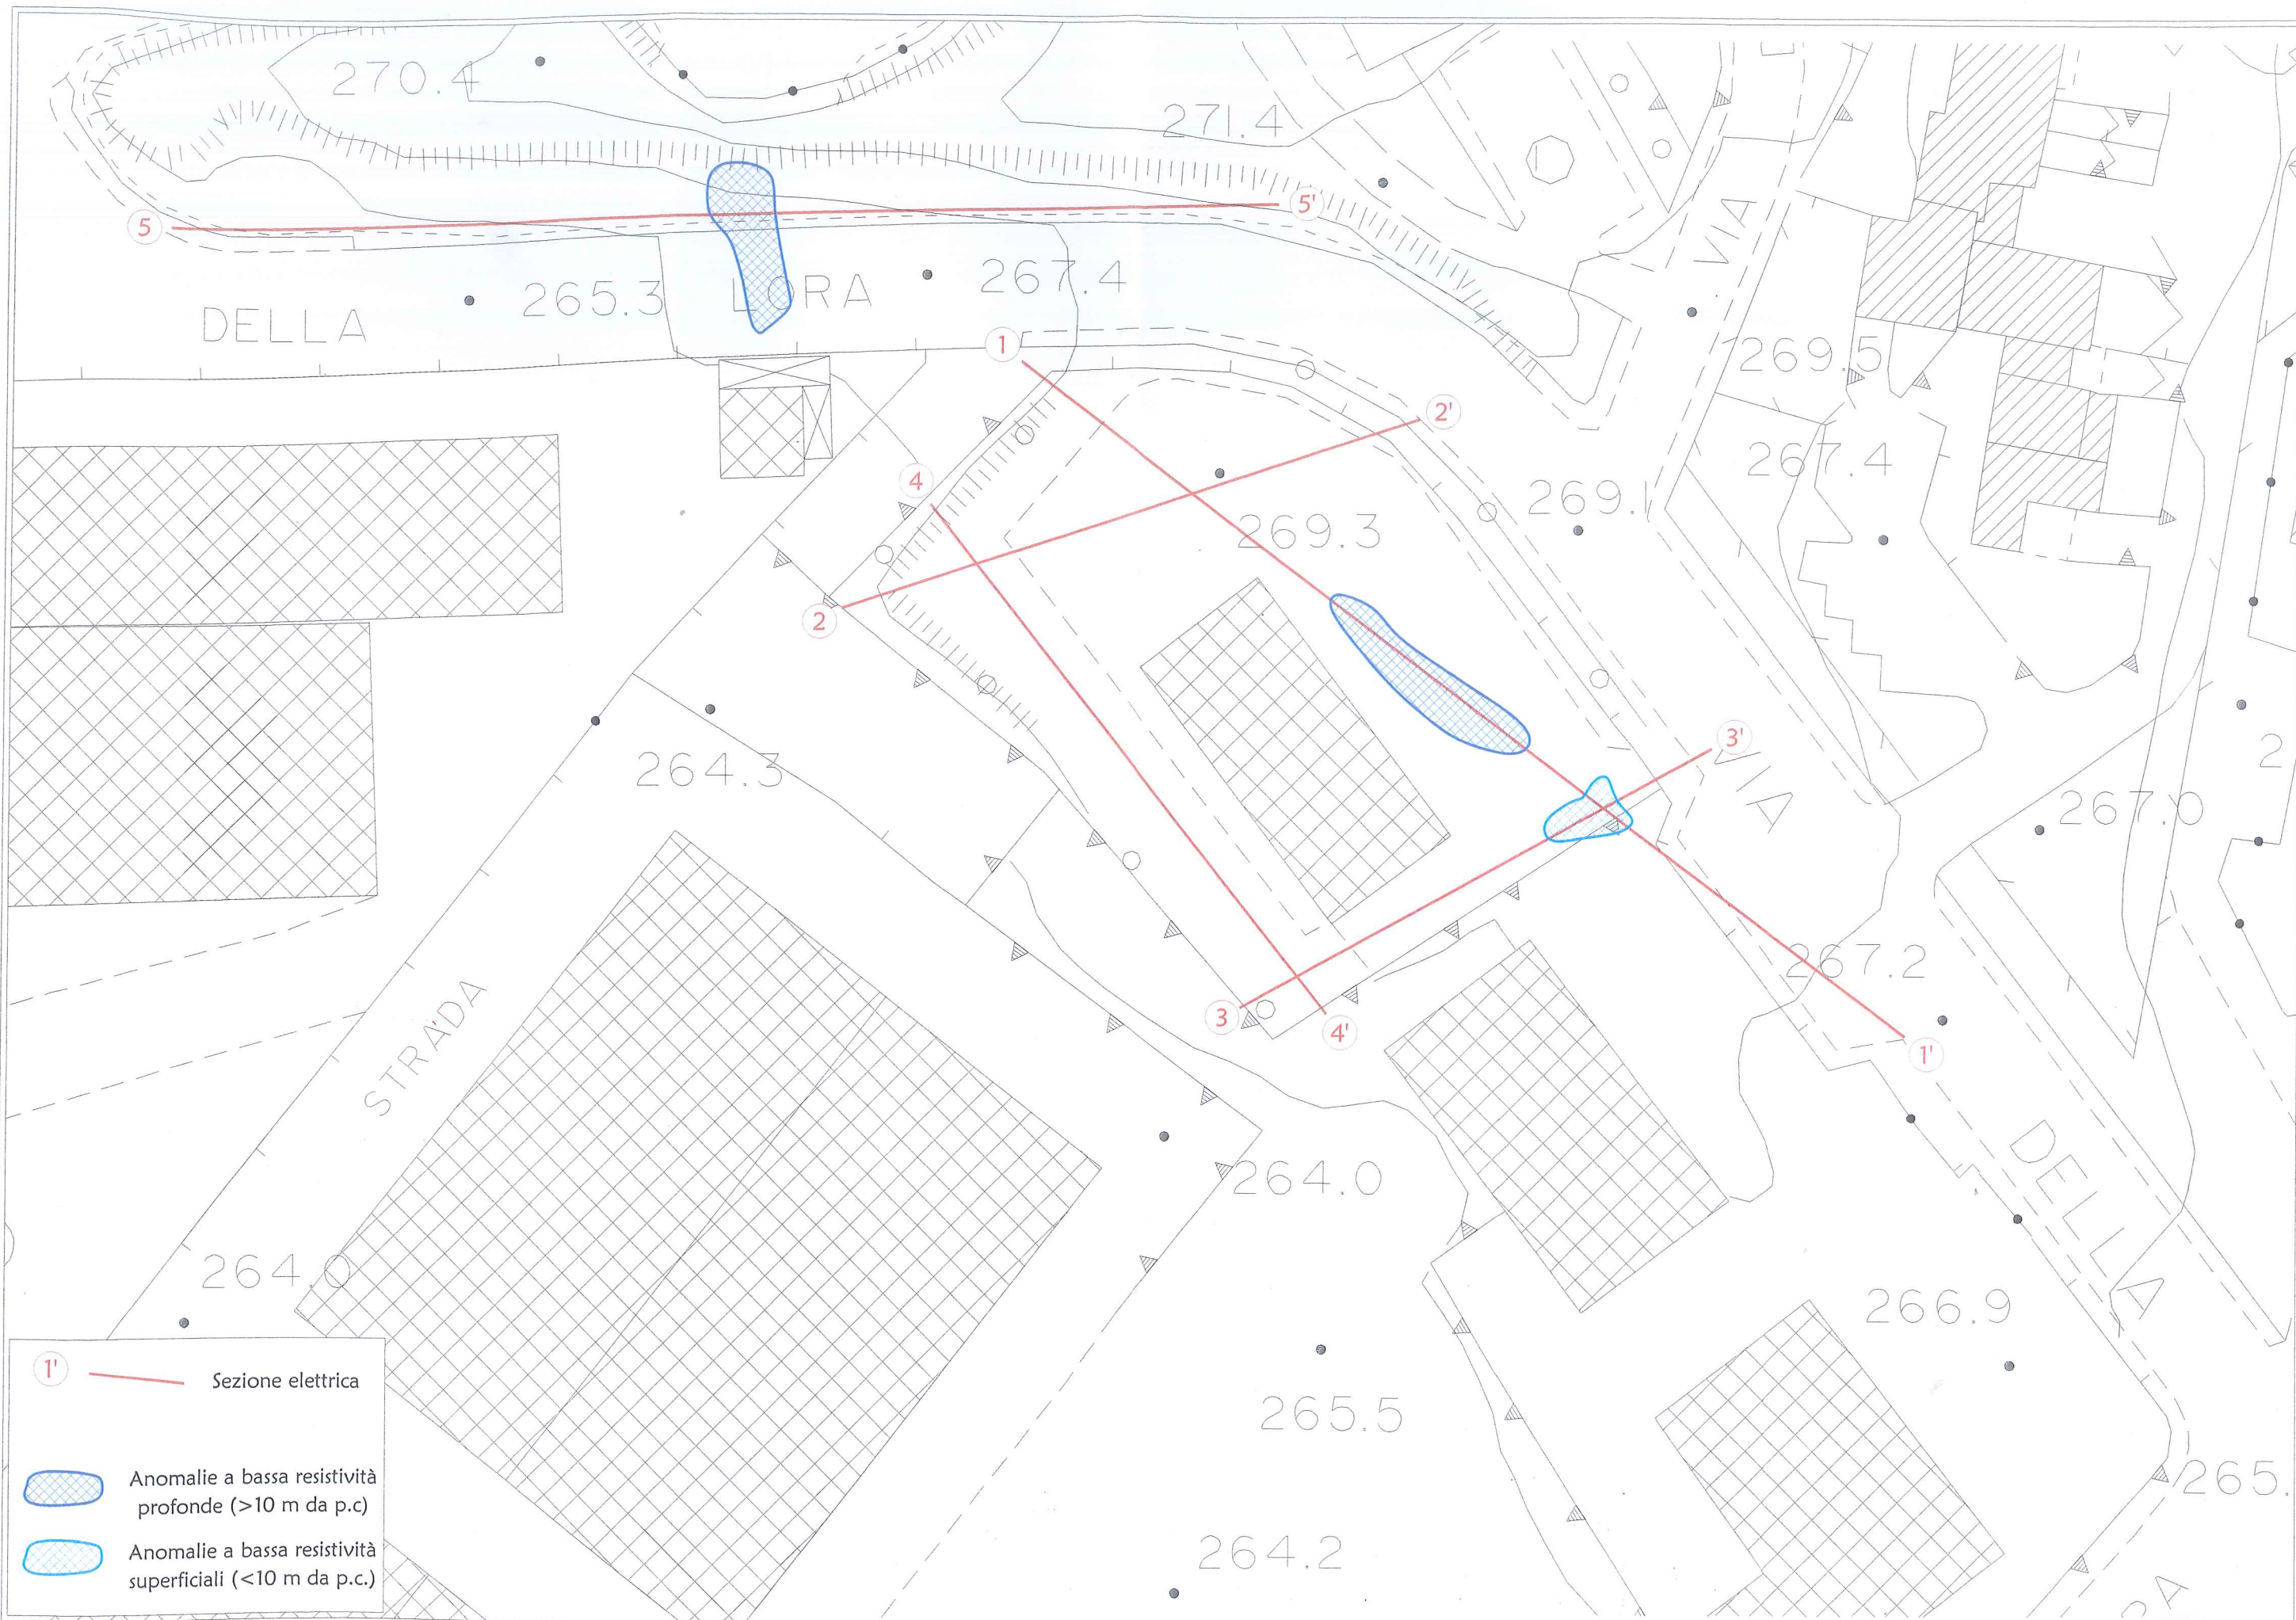 270.4
271.4
5
5'
VIA
265.3
LORA
267.4
DELLA
1
269.5
2'
267.4
4
269.1
269.3
2
3'
264.3
VIA
267.0
2
267.2
STRADA
3
4'
1'
264.0
DELLA
264.0
266.9
1'
Sezione elettrica
265.5
Anomalie a bassa resistività
profonde (>10 m da p.c)
265.
Anomalie a bassa resistività
superficiali (<10 m da p.c.)
264.2